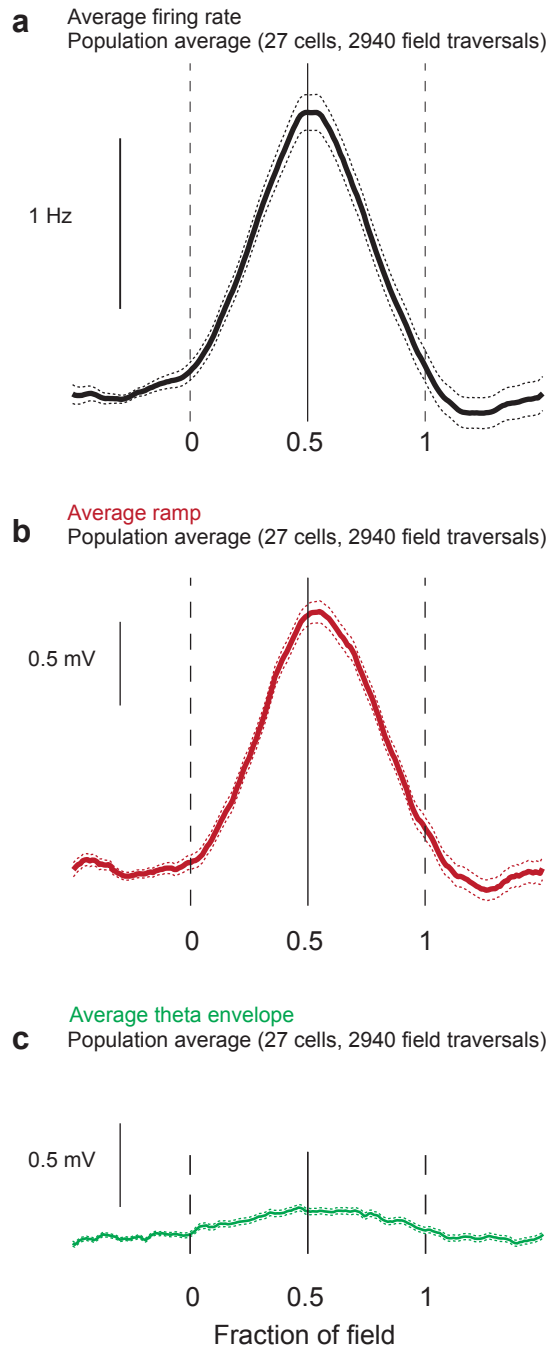 a
Average firing rate
Population average (27 cells, 2940 field traversals)
1 Hz
0 0.5 1
b
Average ramp
Population average (27 cells, 2940 field traversals)
0.5 mV
0 0.5 1
c
Average theta envelope
Population average (27 cells, 2940 field traversals)
0.5 mV
0 0.5 1
Fraction of field